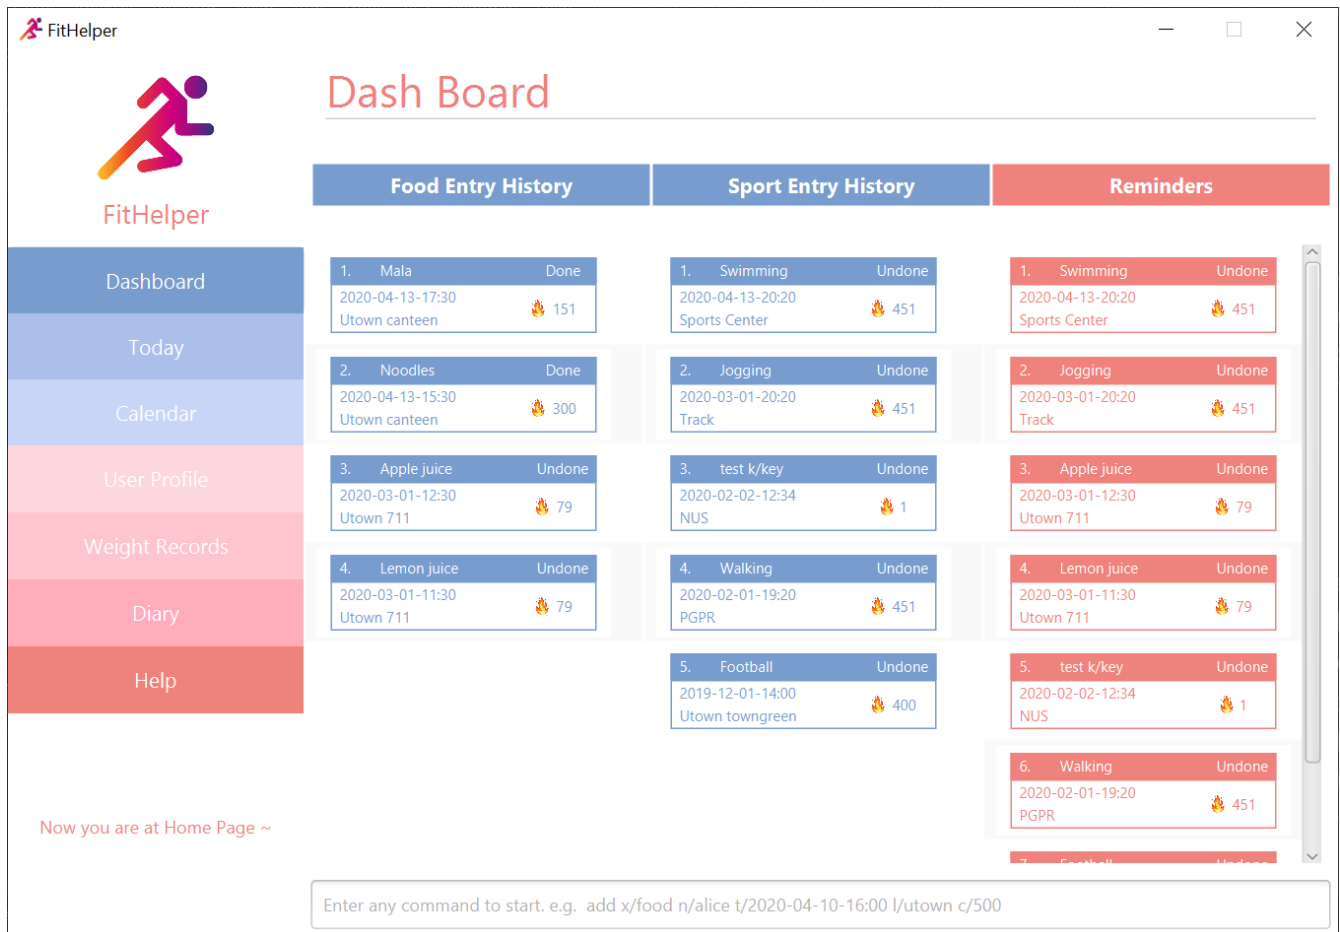 FitHelper
FitHelper
Dashboard
Today
Calendar
User Profile
Weight Records
Diary
Help
Now you are at Home Page ~
Dash Board
Food Entry History
1. Mala Done
2020-04-13-17:30
151
Utown canteen
2. Noodles Done
2020-04-13-15:30
300
Utown canteen
3. Apple juice Undone
2020-03-01-12:30
79
Utown 711
4. Lemon juice Undone
2020-03-01-11:30
79
Utown 711
Sport Entry History
1. Swimming Undone
2020-04-13-20:20
451
Sports Center
2. Jogging Undone
2020-03-01-20:20
451
Track
3. test k/key Undone
2020-02-02-12:34
1
NUS
4. Walking Undone
2020-02-01-19:20
451
PGPR
5. Football Undone
2019-12-01-14:00
400
Utown towngreen
Reminders
1. Swimming Undone
2020-04-13-20:20
451
Sports Center
2. Jogging Undone
2020-03-01-20:20
451
Track
3. Apple juice Undone
2020-03-01-12:30
79
Utown 711
4. Lemon juice Undone
2020-03-01-11:30
79
Utown 711
5. test k/key Undone
2020-02-02-12:34
1
NUS
6. Walking Undone
2020-02-01-19:20
451
PGPR
7. Football Undone
Enter any command to start. e.g. add x/food n/alice t/2020-04-10-16:00 l/utown c/500